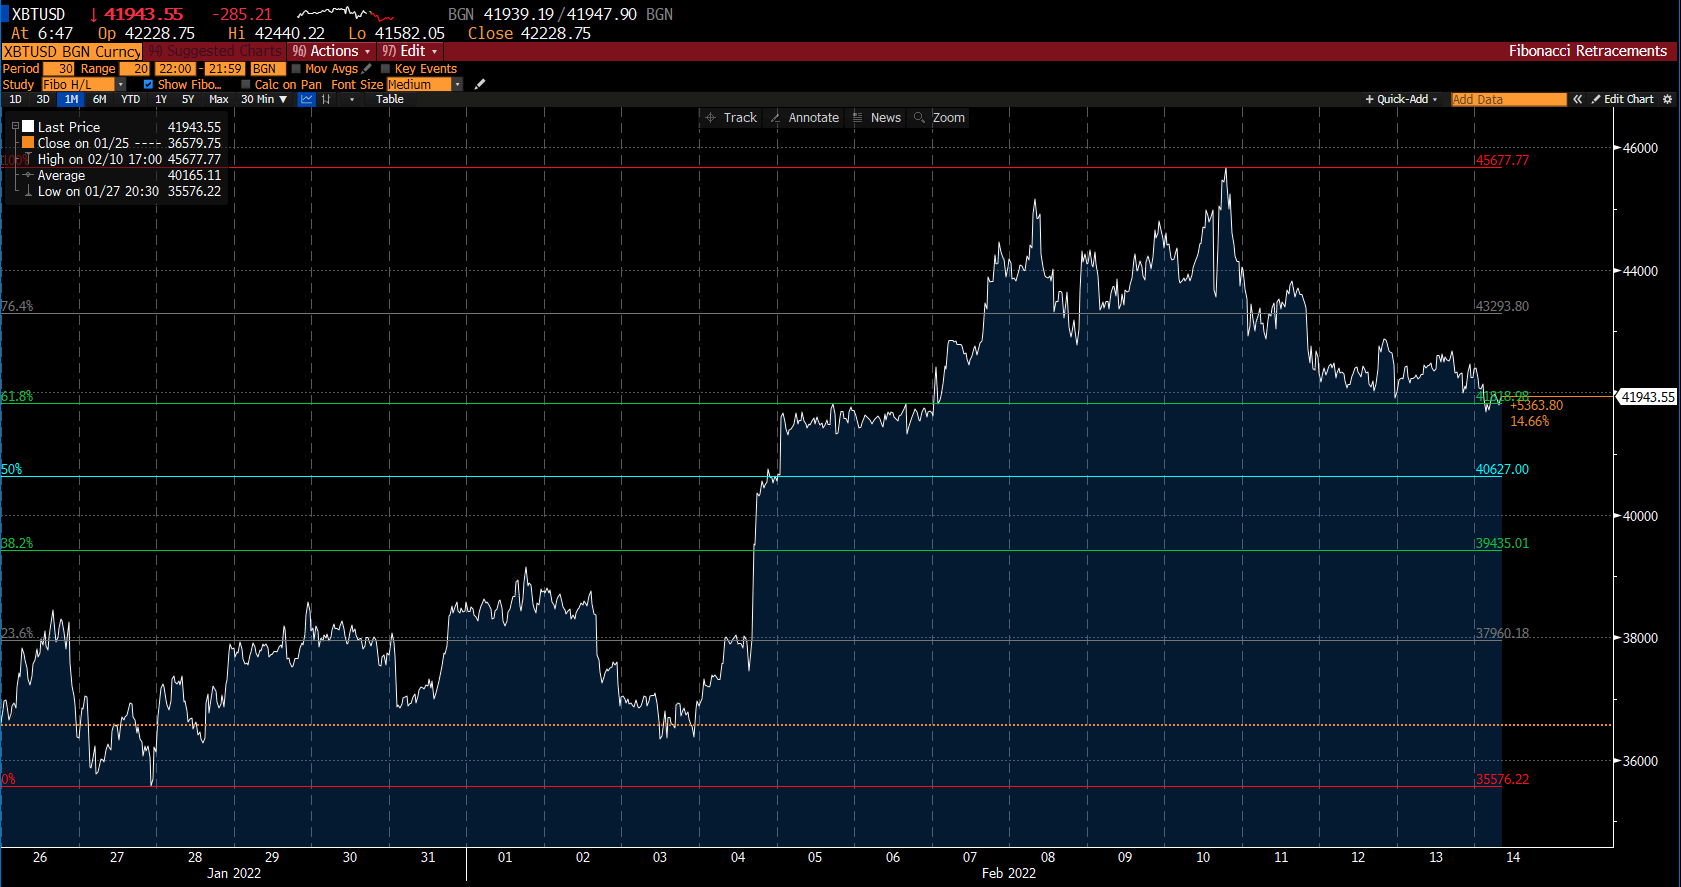 XBTUSD ↓ 41943.55 -285.21 BGN 41939.19/41947.90 BGN
At 6:47 Op 42228.75 Hi 42440.22 Lo 41582.05 Close 42228.75
XBTUSD BGN Curncy 94) Suggested Charts 96) Actions 97) Edit Fibonacci Retracements
Period 30 Range 20 22:00 - 21:59 BGN Mov Avgs Key Events
Study Fibo H/L Show Fibo... Calc on Pan Font Size Medium
1D 3D 1M 6M YTD 1Y 5Y Max 30 Min ▼ Table + Quick-Add Add Data « Edit Chart
Track Annotate News Zoom
Last Price 41943.55
Close on 01/25 ---- 36579.75
High on 02/10 17:00 45677.77
Average 40165.11
Low on 01/27 20:30 35576.22
46000
100% 45677.77
44000
76.4% 43293.80
61.8% 41818.98
41943.55
+5363.80
14.66%
50% 40627.00
40000
38.2% 39435.01
23.6% 37960.18
38000
36000
0% 35576.22
26 27 28 29 30 31 01 02 03 04 05 06 07 08 09 10 11 12 13 14
Jan 2022 Feb 2022